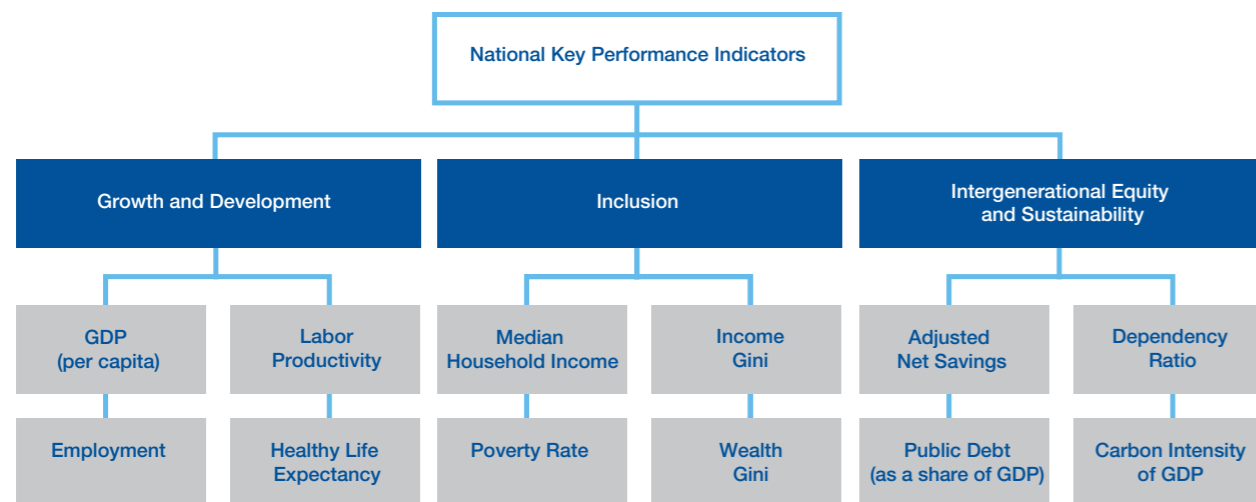 National Key Performance Indicators
Growth and Development
Inclusion
Intergenerational Equity
and Sustainability
GDP
(per capita)
Labor
Productivity
Median
Household Income
Income
Gini
Adjusted
Net Savings
Dependency
Ratio
Employment
Healthy Life
Expectancy
Poverty Rate
Wealth
Gini
Public Debt
(as a share of GDP)
Carbon Intensity
of GDP